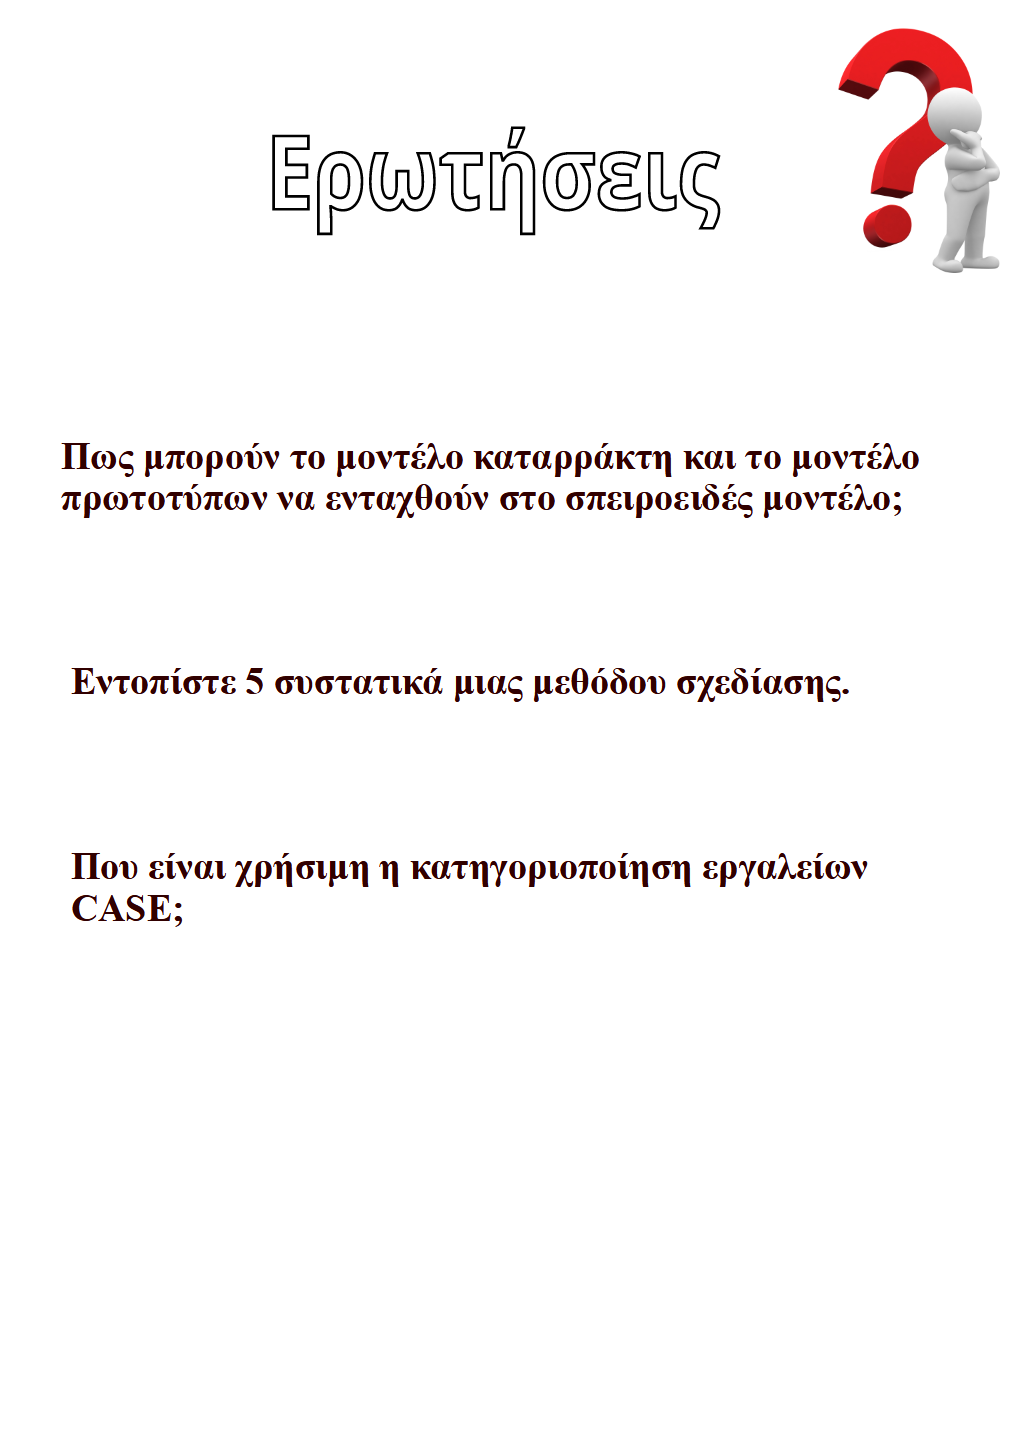 Ερωτήσεις
Πως μπορούν το μοντέλο καταρράκτη και το μοντέλο
πρωτοτύπων να ενταχθούν στο σπειροειδές μοντέλο;
Εντοπίστε 5 συστατικά μιας μεθόδου σχεδίασης.
Που είναι χρήσιμη η κατηγοριοποίηση εργαλείων
CASE;